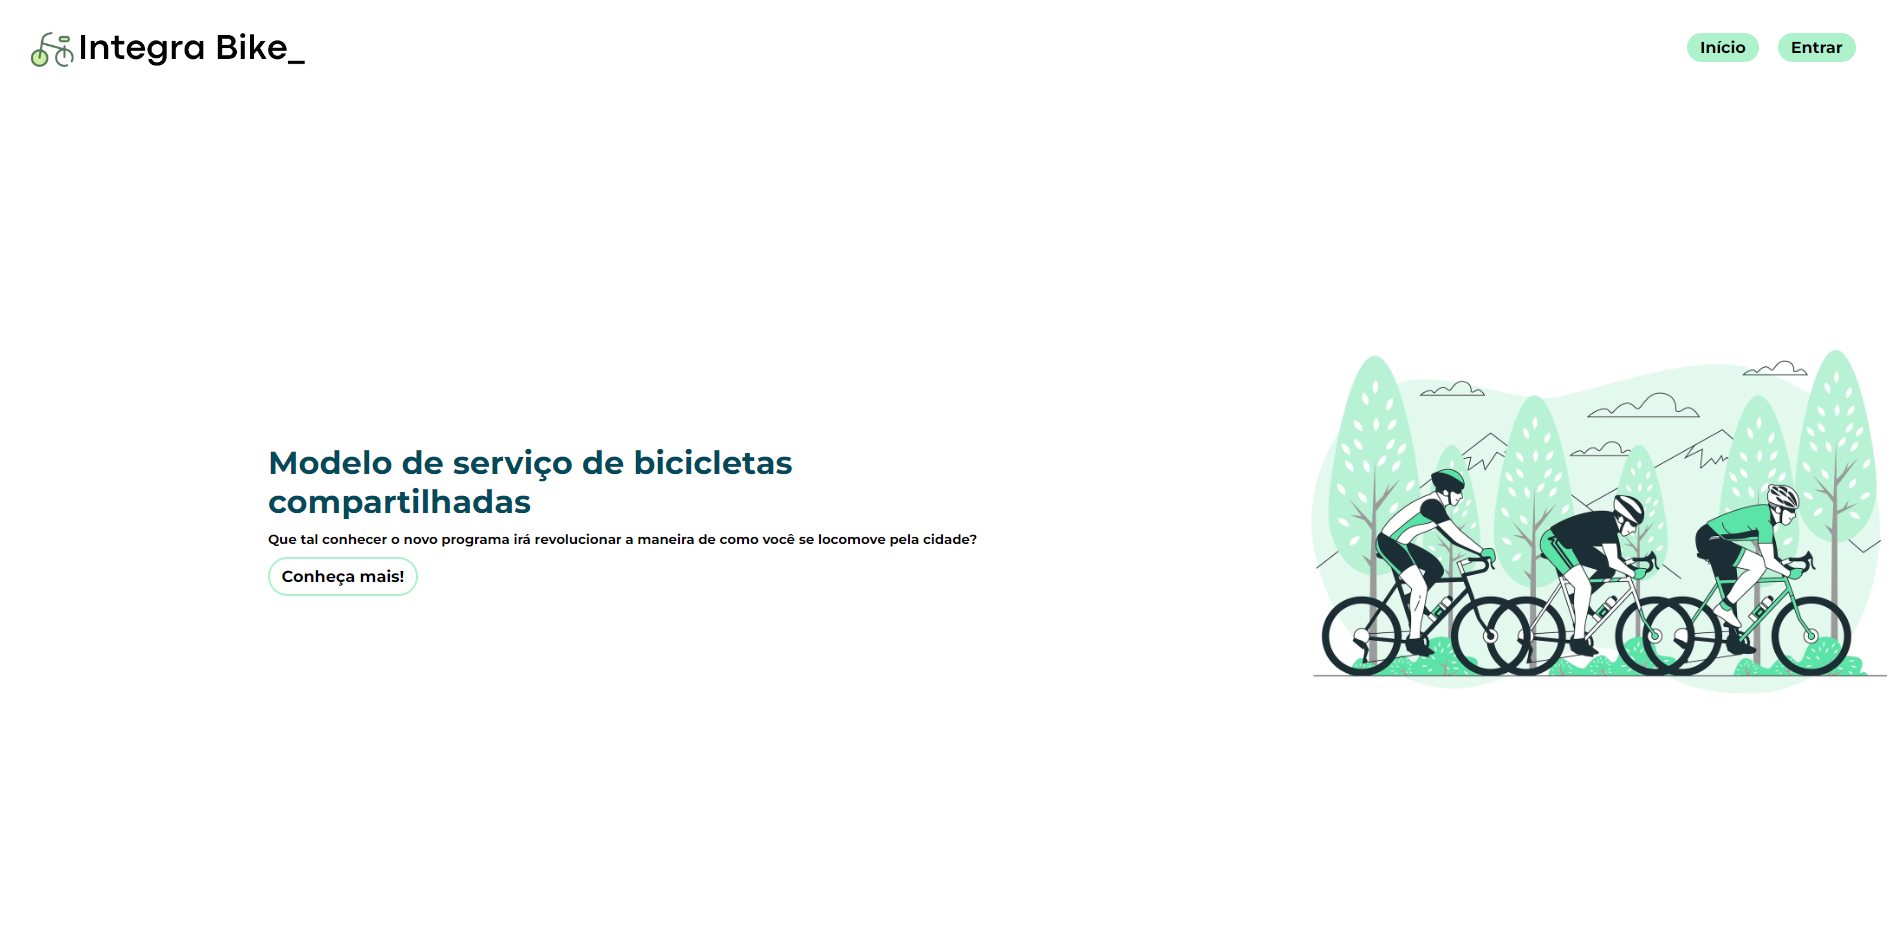 Integra Bike_
Início
Entrar
Modelo de serviço de bicicletas
compartilhadas
Que tal conhecer o novo programa irá revolucionar a maneira de como você se locomove pela cidade?
Conheça mais!